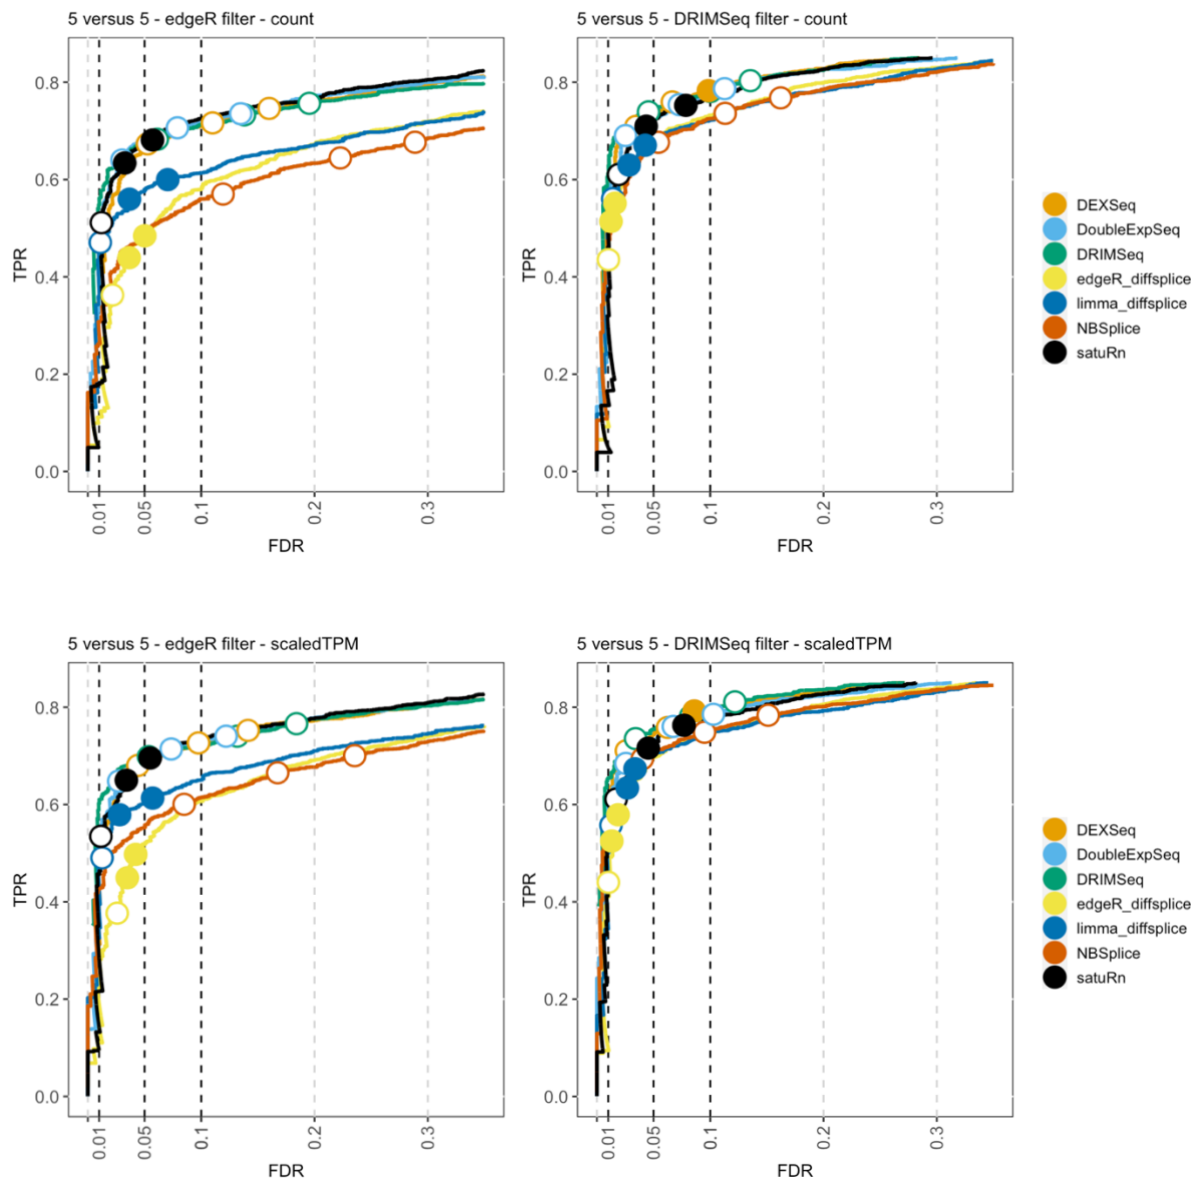 5 versus 5 - edgeR filter - count
5 versus 5 - DRIMSeq filter - count
TPR
0.8
0.6
0.4
0.2
0.0
0.01
0.05
0.1
0.2
0.3
FDR
TPR
0.8
0.6
0.4
0.2
0.0
0.01
0.05
0.1
0.2
0.3
FDR
DEXSeq
DoubleExpSeq
DRIMSeq
edgeR_diffsplice
limma_diffsplice
NBSplice
satuRn
5 versus 5 - edgeR filter - scaledTPM
5 versus 5 - DRIMSeq filter - scaledTPM
TPR
0.8
0.6
0.4
0.2
0.0
0.01
0.05
0.1
0.2
0.3
FDR
TPR
0.8
0.6
0.4
0.2
0.0
0.01
0.05
0.1
0.2
0.3
FDR
DEXSeq
DoubleExpSeq
DRIMSeq
edgeR_diffsplice
limma_diffsplice
NBSplice
satuRn